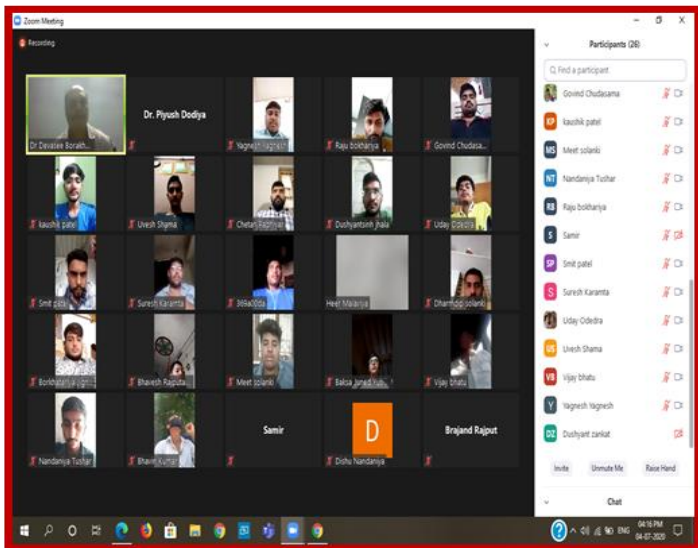 Zoom Meeting
Recording
Participants (26)
Find a participant
Dr Devasee Borakh...
Dr. Piyush Dodiya
Yagnesh Yagnesh
Raju bokhariya
Govind Chudasa...
kaushik patel
Uvesh Shama
Chetan
Dushyantsinh jhala
Uday Odedra
Smit patel
Suresh Karamta
369a00da
Heer Malaviya
Dharmdip solanki
Bhavesh Rajputa...
Meet solanki
Vijay bhatu
Nandaniya Tushar
Bhavin Kumar
Samir
D
Dishu Nandaniya
Brajand Rajput
Govind Chudasama
KP kaushik patel
MS Meet solanki
NT Nandaniya Tushar
RB Raju bokhariya
S Samir
SP Smit patel
S Suresh Karamta
Uday Odedra
US Uvesh Shama
VB Vijay bhatu
Y Yagnesh Yagnesh
DZ Dushyant zankat
Invite Unmute Me Raise Hand
Chat
ENG
04:16 PM
04-07-2020